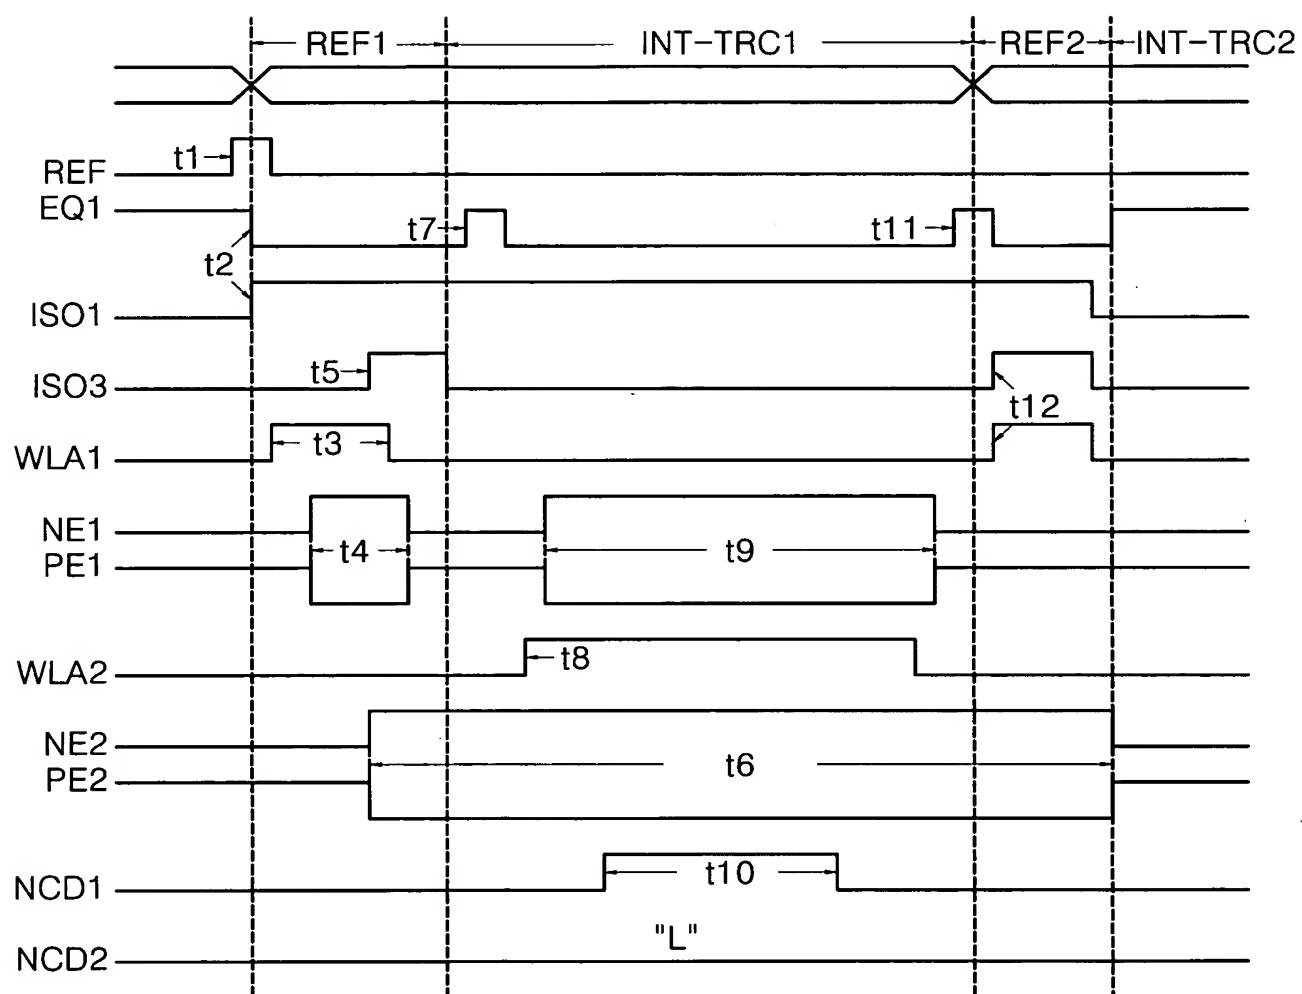 REF1 INT-TRC1 REF2 INT-TRC2
REF t1
EQ1 t7 t11
t2
ISO1
ISO3 t5
t12
WLA1 t3
NE1
t4 t9
PE1
WLA2 t8
NE2
t6
PE2
NCD1 t10
"L"
NCD2